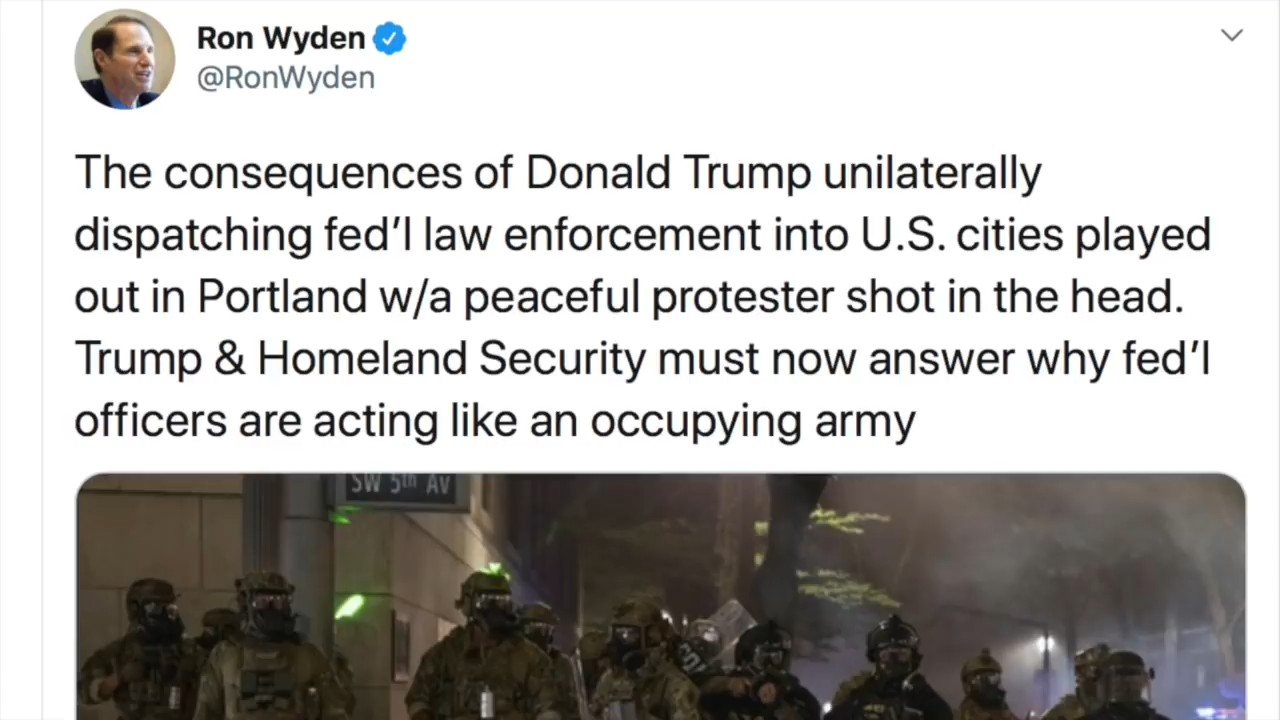 Ron Wyden
@RonWyden
The consequences of Donald Trump unilaterally
dispatching fed’l law enforcement into U.S. cities played
out in Portland w/a peaceful protester shot in the head.
Trump & Homeland Security must now answer why fed’l
officers are acting like an occupying army
SW 5th AV